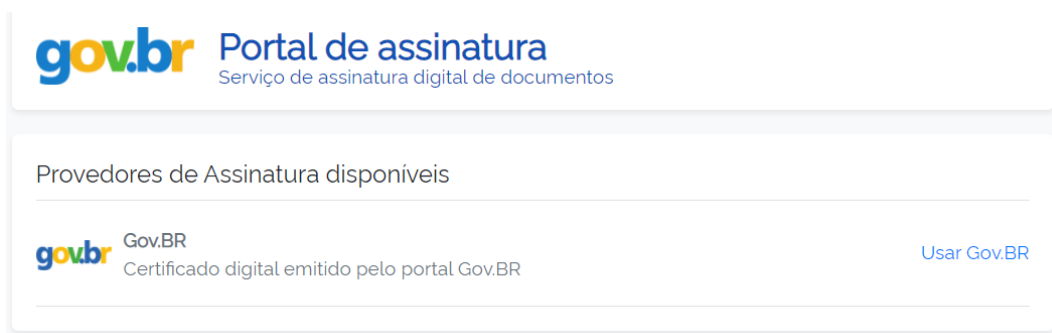 gov.br Portal de assinatura
Serviço de assinatura digital de documentos
Provedores de Assinatura disponíveis
gov.br Gov.BR Usar Gov.BR
Certificado digital emitido pelo portal Gov.BR